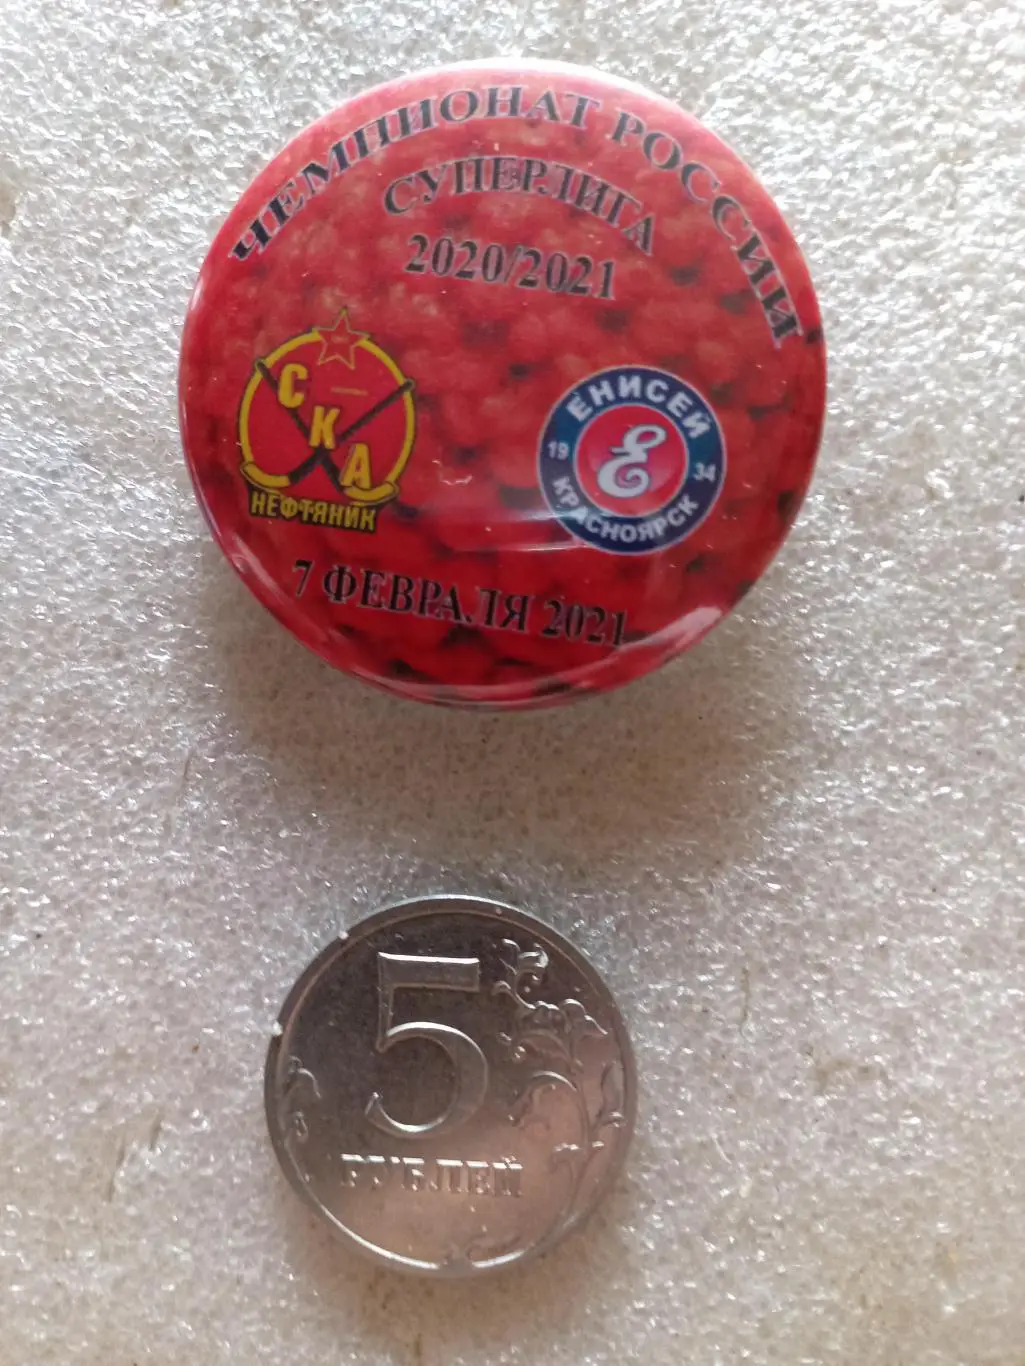 ЧЕМПИОНАТ РОССИИ
СУПЕРЛИГА
2020/2021
СКА
НЕФТЯНИК
ЕНИСЕЙ
19 Е 34
КРАСНОЯРСК
7 ФЕВРАЛЯ 2021
5
РУБЛЕЙ